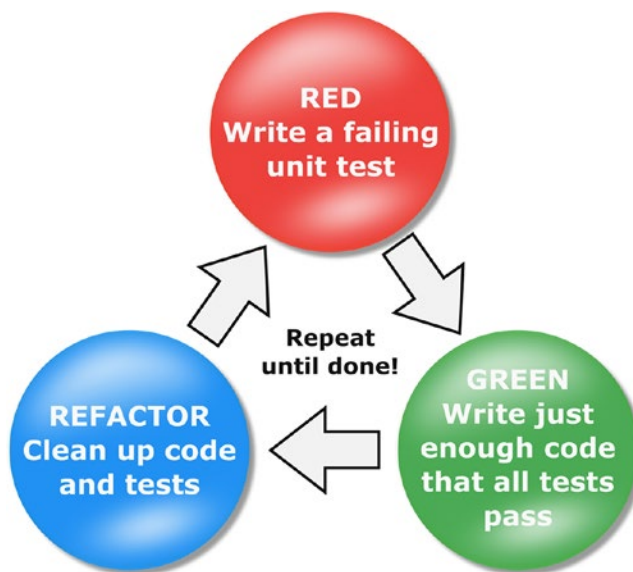 RED
Write a failing
unit test
Repeat
until done!
GREEN
Write just
enough code
that all tests
pass
REFACTOR
Clean up code
and tests